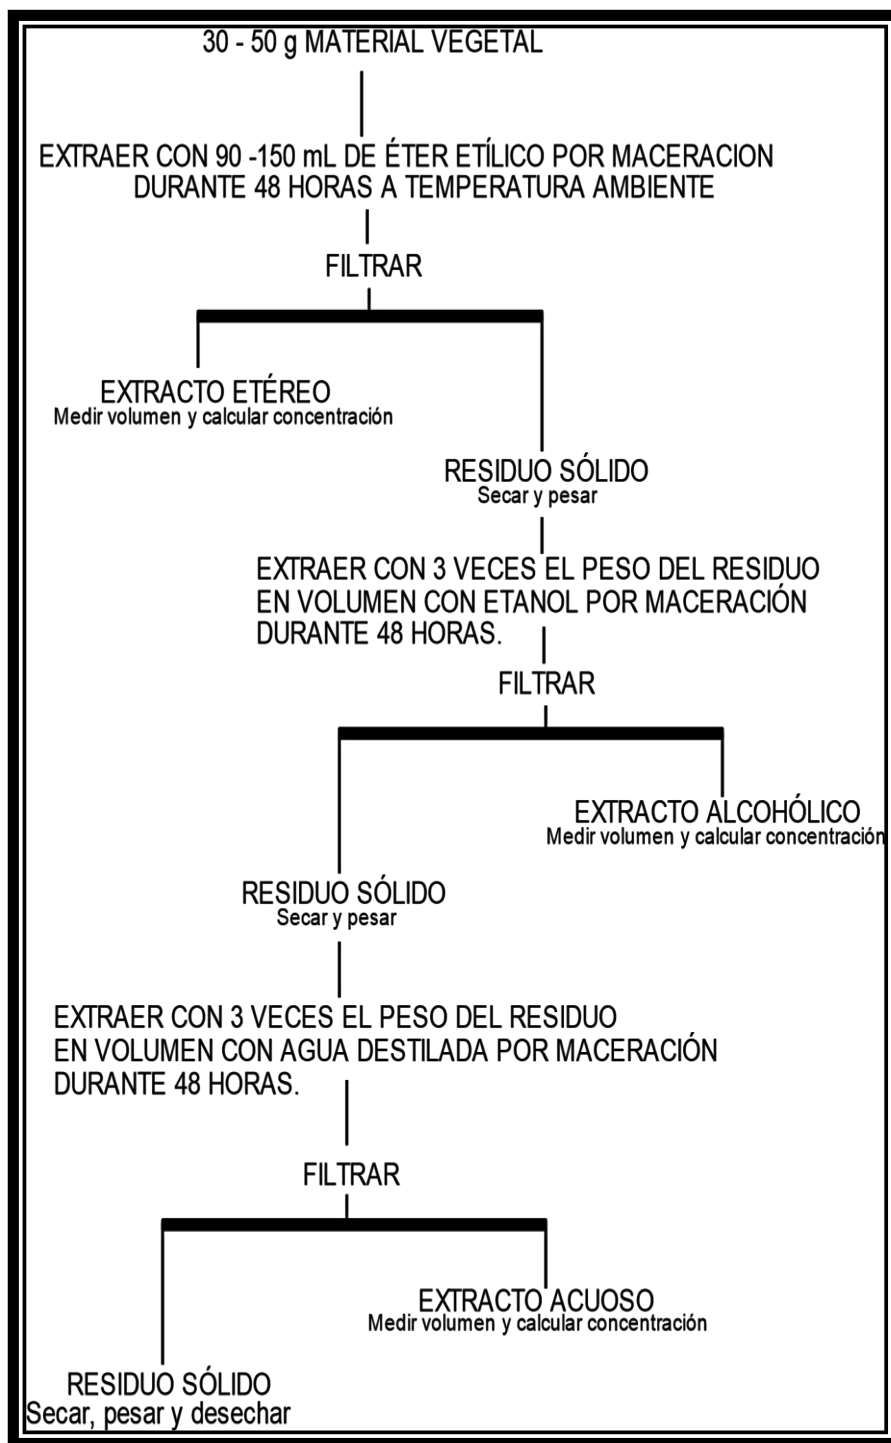 30 - 50 g MATERIAL VEGETAL
EXTRAER CON 90 -150 mL DE ÉTER ETÍLICO POR MACERACION
DURANTE 48 HORAS A TEMPERATURA AMBIENTE
FILTRAR
EXTRACTO ETÉREO
Medir volumen y calcular concentración
RESIDUO SÓLIDO
Secar y pesar
EXTRAER CON 3 VECES EL PESO DEL RESIDUO
EN VOLUMEN CON ETANOL POR MACERACIÓN
DURANTE 48 HORAS.
FILTRAR
EXTRACTO ALCOHÓLICO
Medir volumen y calcular concentración
RESIDUO SÓLIDO
Secar y pesar
EXTRAER CON 3 VECES EL PESO DEL RESIDUO
EN VOLUMEN CON AGUA DESTILADA POR MACERACIÓN
DURANTE 48 HORAS.
FILTRAR
EXTRACTO ACUOSO
Medir volumen y calcular concentración
RESIDUO SÓLIDO
Secar, pesar y desechar